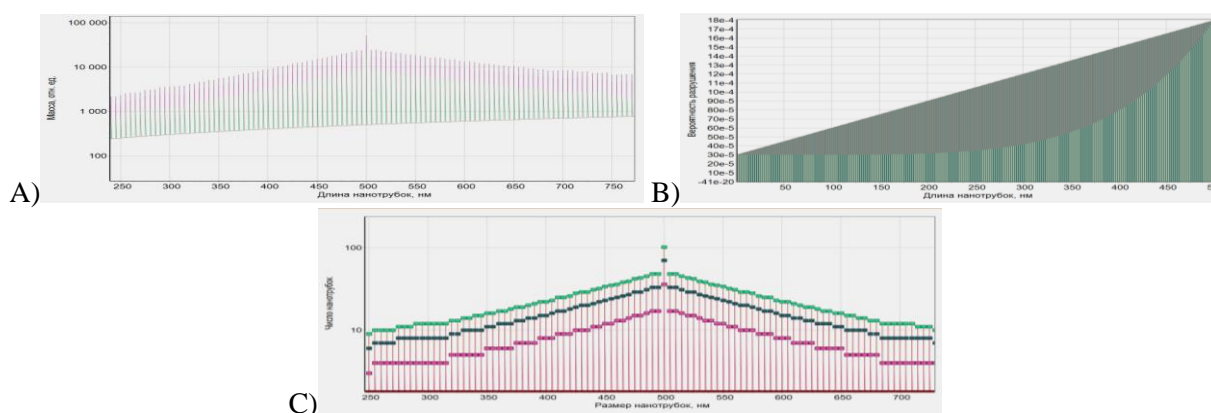 A)
Масса, отн. ед
100 000
10 000
1 000
100
250 300 350 400 450 500 550 600 650 700 750
Длина нанотрубок, нм
B)
Вероятность разрушения
18e-4
17e-4
16e-4
15e-4
14e-4
13e-4
12e-4
11e-4
10e-4
90e-5
80e-5
70e-5
60e-5
50e-5
40e-5
30e-5
20e-5
10e-5
-41e-20
50 100 150 200 250 300 350 400 450 5
Длина нанотрубок, нм
C)
Число нанотрубок
100
10
250 300 350 400 450 500 550 600 650 700
Размер нанотрубок, нм